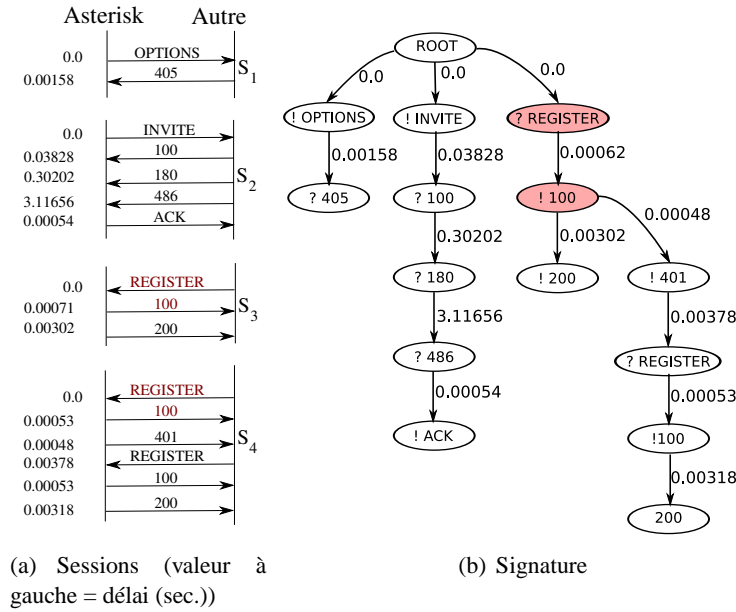 Asterisk Autre
0.0 OPTIONS
0.00158 405 S1
0.0 INVITE
0.03828 100
0.30202 180 S2
3.11656 486
0.00054 ACK
0.0 REGISTER
0.00071 100 S3
0.00302 200
0.0 REGISTER
0.00053 100
0.00048 401 S4
0.00378 REGISTER
0.00053 100
0.00318 200
(a) Sessions (valeur à
gauche = délai (sec.))
ROOT
0.0 0.0 0.0
! OPTIONS ! INVITE ? REGISTER
0.00158 0.03828 0.00062
? 405 ? 100 ! 100
0.30202 0.00302 0.00048
? 180 ! 200 ! 401
3.11656 0.00378
? 486 ? REGISTER
0.00054 0.00053
! ACK !100
0.00318
200
(b) Signature